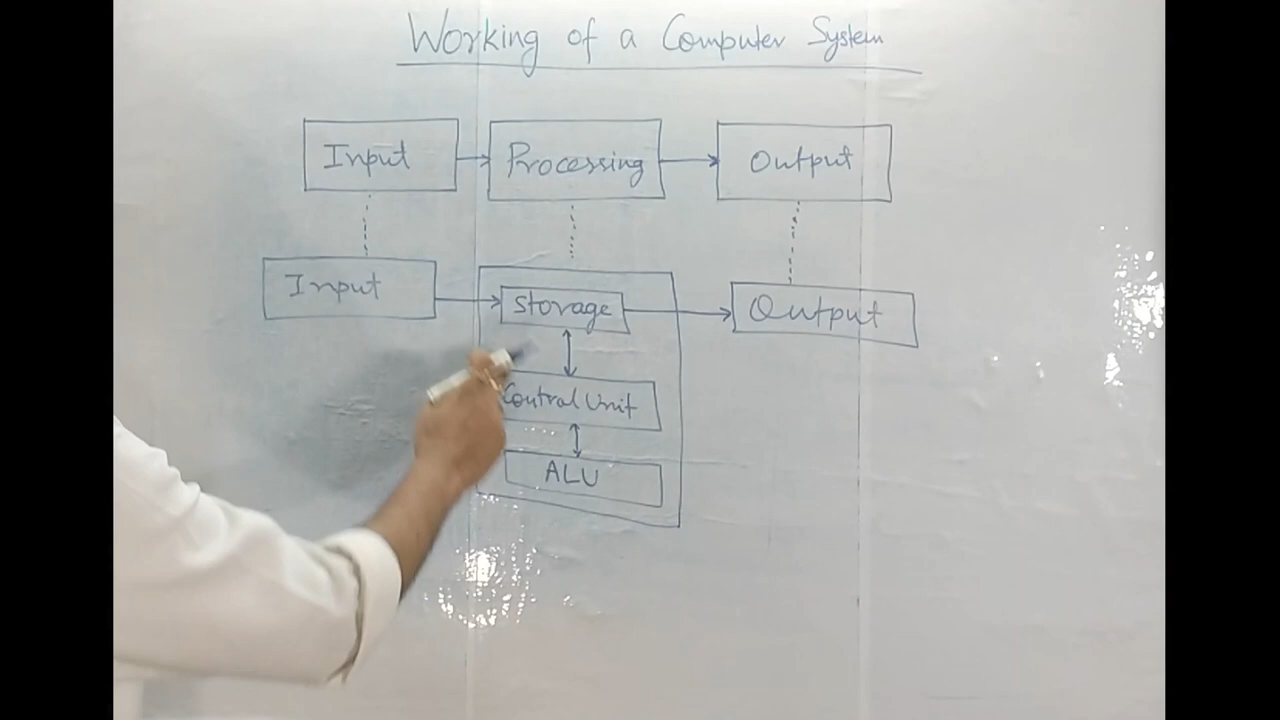 Working of a Computer System
Input
Processing
Output
Input
Storage
Output
Control Unit
ALU